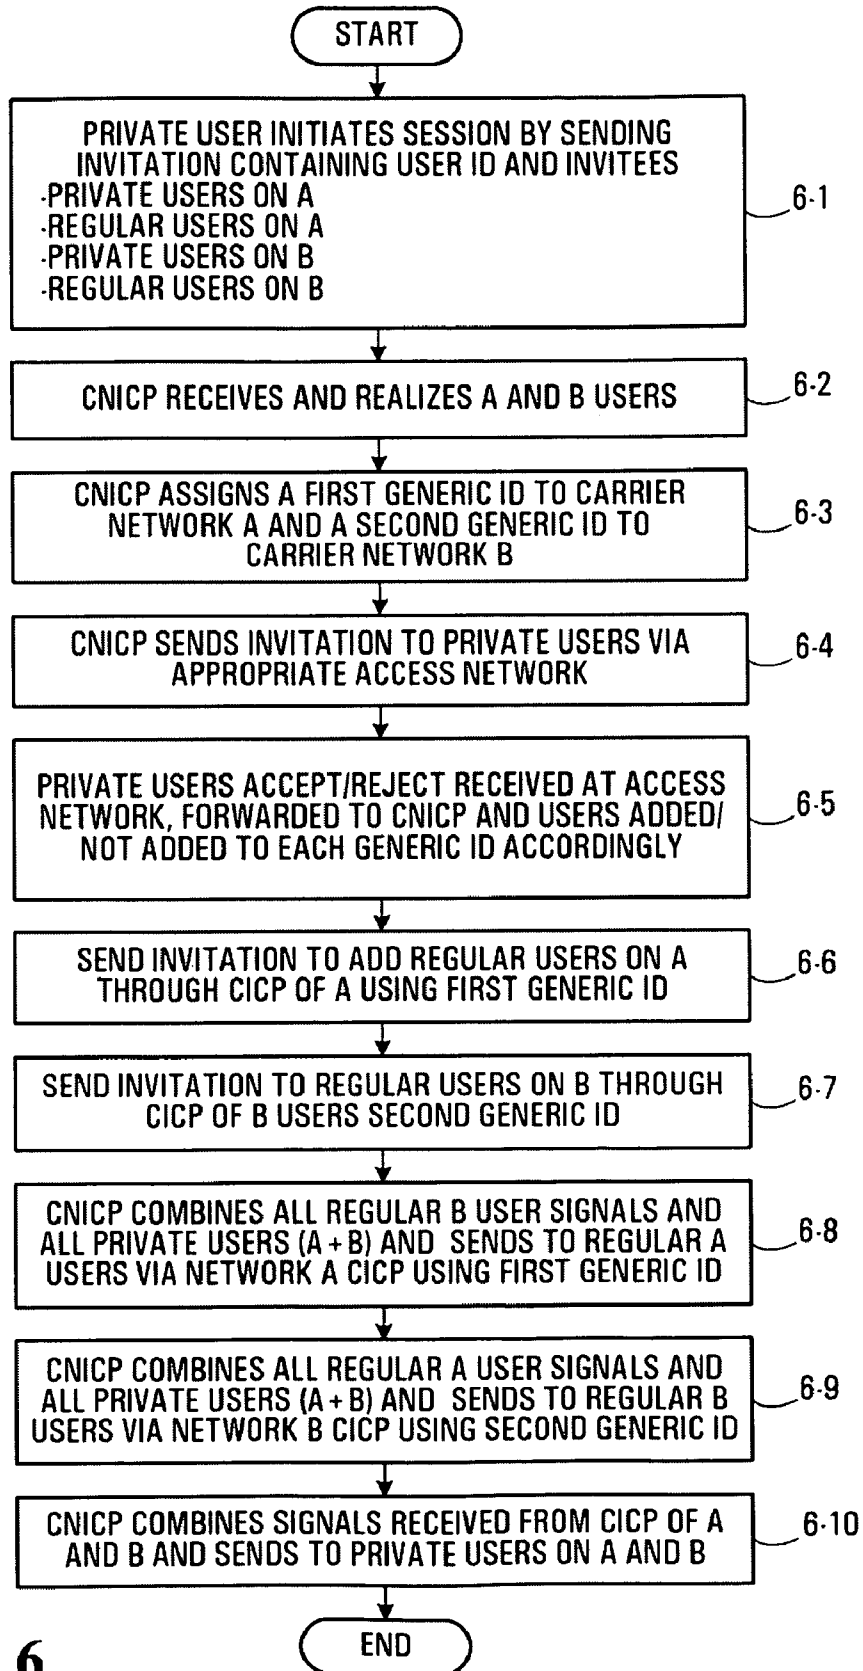 START
PRIVATE USER INITIATES SESSION BY SENDING
INVITATION CONTAINING USER ID AND INVITEES
-PRIVATE USERS ON A
-REGULAR USERS ON A
-PRIVATE USERS ON B
-REGULAR USERS ON B
6-1
CNICP RECEIVES AND REALIZES A AND B USERS
6-2
CNICP ASSIGNS A FIRST GENERIC ID TO CARRIER
NETWORK A AND A SECOND GENERIC ID TO
CARRIER NETWORK B
6-3
CNICP SENDS INVITATION TO PRIVATE USERS VIA
APPROPRIATE ACCESS NETWORK
6-4
PRIVATE USERS ACCEPT/REJECT RECEIVED AT ACCESS
NETWORK, FORWARDED TO CNICP AND USERS ADDED/
NOT ADDED TO EACH GENERIC ID ACCORDINGLY
6-5
SEND INVITATION TO ADD REGULAR USERS ON A
THROUGH CICP OF A USING FIRST GENERIC ID
6-6
SEND INVITATION TO REGULAR USERS ON B THROUGH
CICP OF B USERS SECOND GENERIC ID
6-7
CNICP COMBINES ALL REGULAR B USER SIGNALS AND
ALL PRIVATE USERS (A + B) AND SENDS TO REGULAR A
USERS VIA NETWORK A CICP USING FIRST GENERIC ID
6-8
CNICP COMBINES ALL REGULAR A USER SIGNALS AND
ALL PRIVATE USERS (A + B) AND SENDS TO REGULAR B
USERS VIA NETWORK B CICP USING SECOND GENERIC ID
6-9
CNICP COMBINES SIGNALS RECEIVED FROM CICP OF A
AND B AND SENDS TO PRIVATE USERS ON A AND B
6-10
END
6